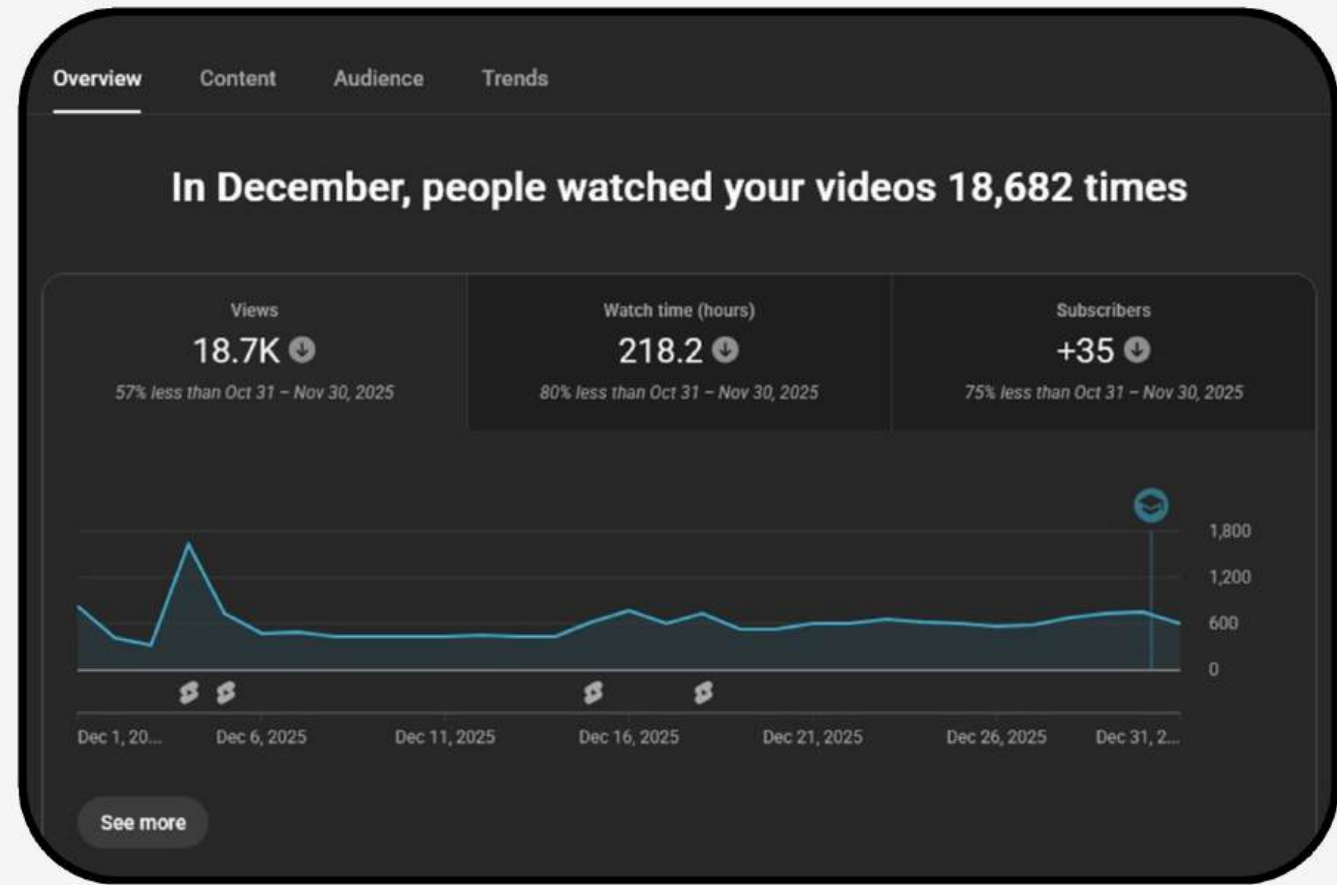 Overview Content Audience Trends
In December, people watched your videos 18,682 times
Views
18.7K
57% less than Oct 31 – Nov 30, 2025
Watch time (hours)
218.2
80% less than Oct 31 – Nov 30, 2025
Subscribers
+35
75% less than Oct 31 – Nov 30, 2025
1,800
1,200
600
0
Dec 1, 20... Dec 6, 2025 Dec 11, 2025 Dec 16, 2025 Dec 21, 2025 Dec 26, 2025 Dec 31, 2...
See more